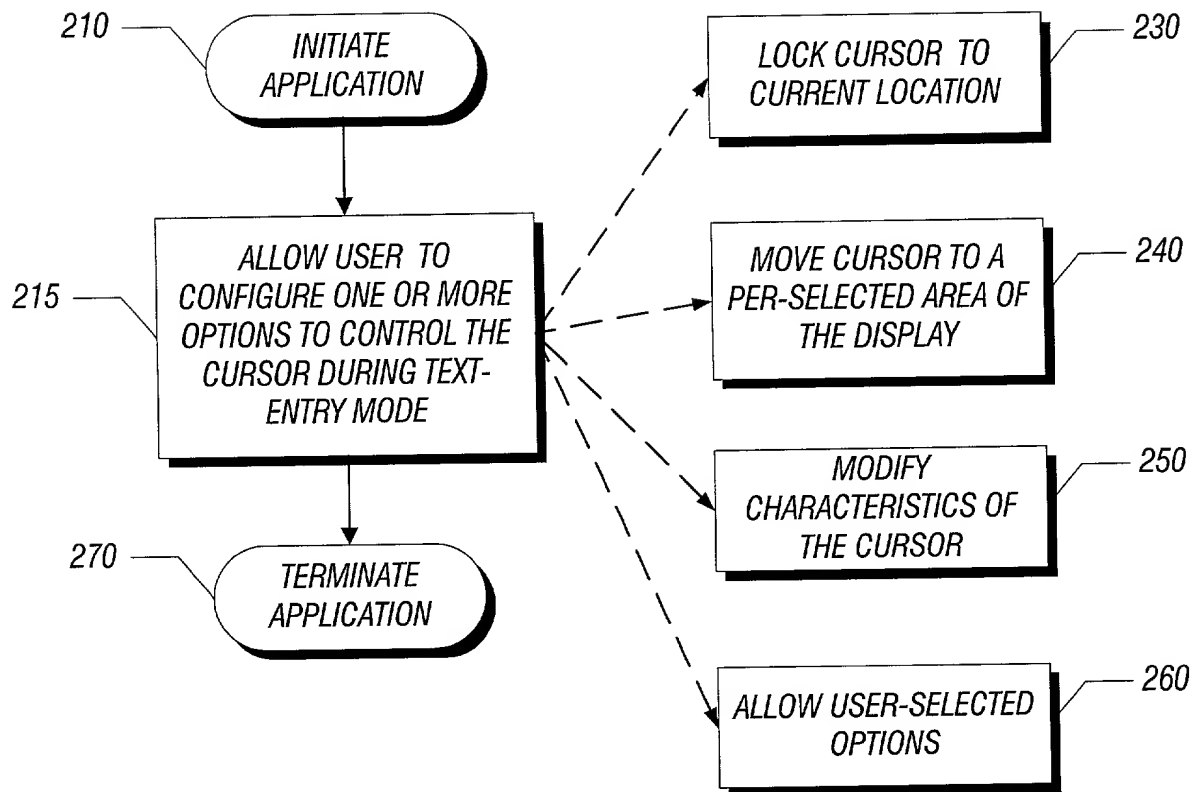 210
INITIATE
APPLICATION
215
ALLOW USER TO
CONFIGURE ONE OR MORE
OPTIONS TO CONTROL THE
CURSOR DURING TEXT-
ENTRY MODE
270
TERMINATE
APPLICATION
LOCK CURSOR TO
CURRENT LOCATION
230
MOVE CURSOR TO A
PER-SELECTED AREA OF
THE DISPLAY
240
MODIFY
CHARACTERISTICS OF
THE CURSOR
250
ALLOW USER-SELECTED
OPTIONS
260